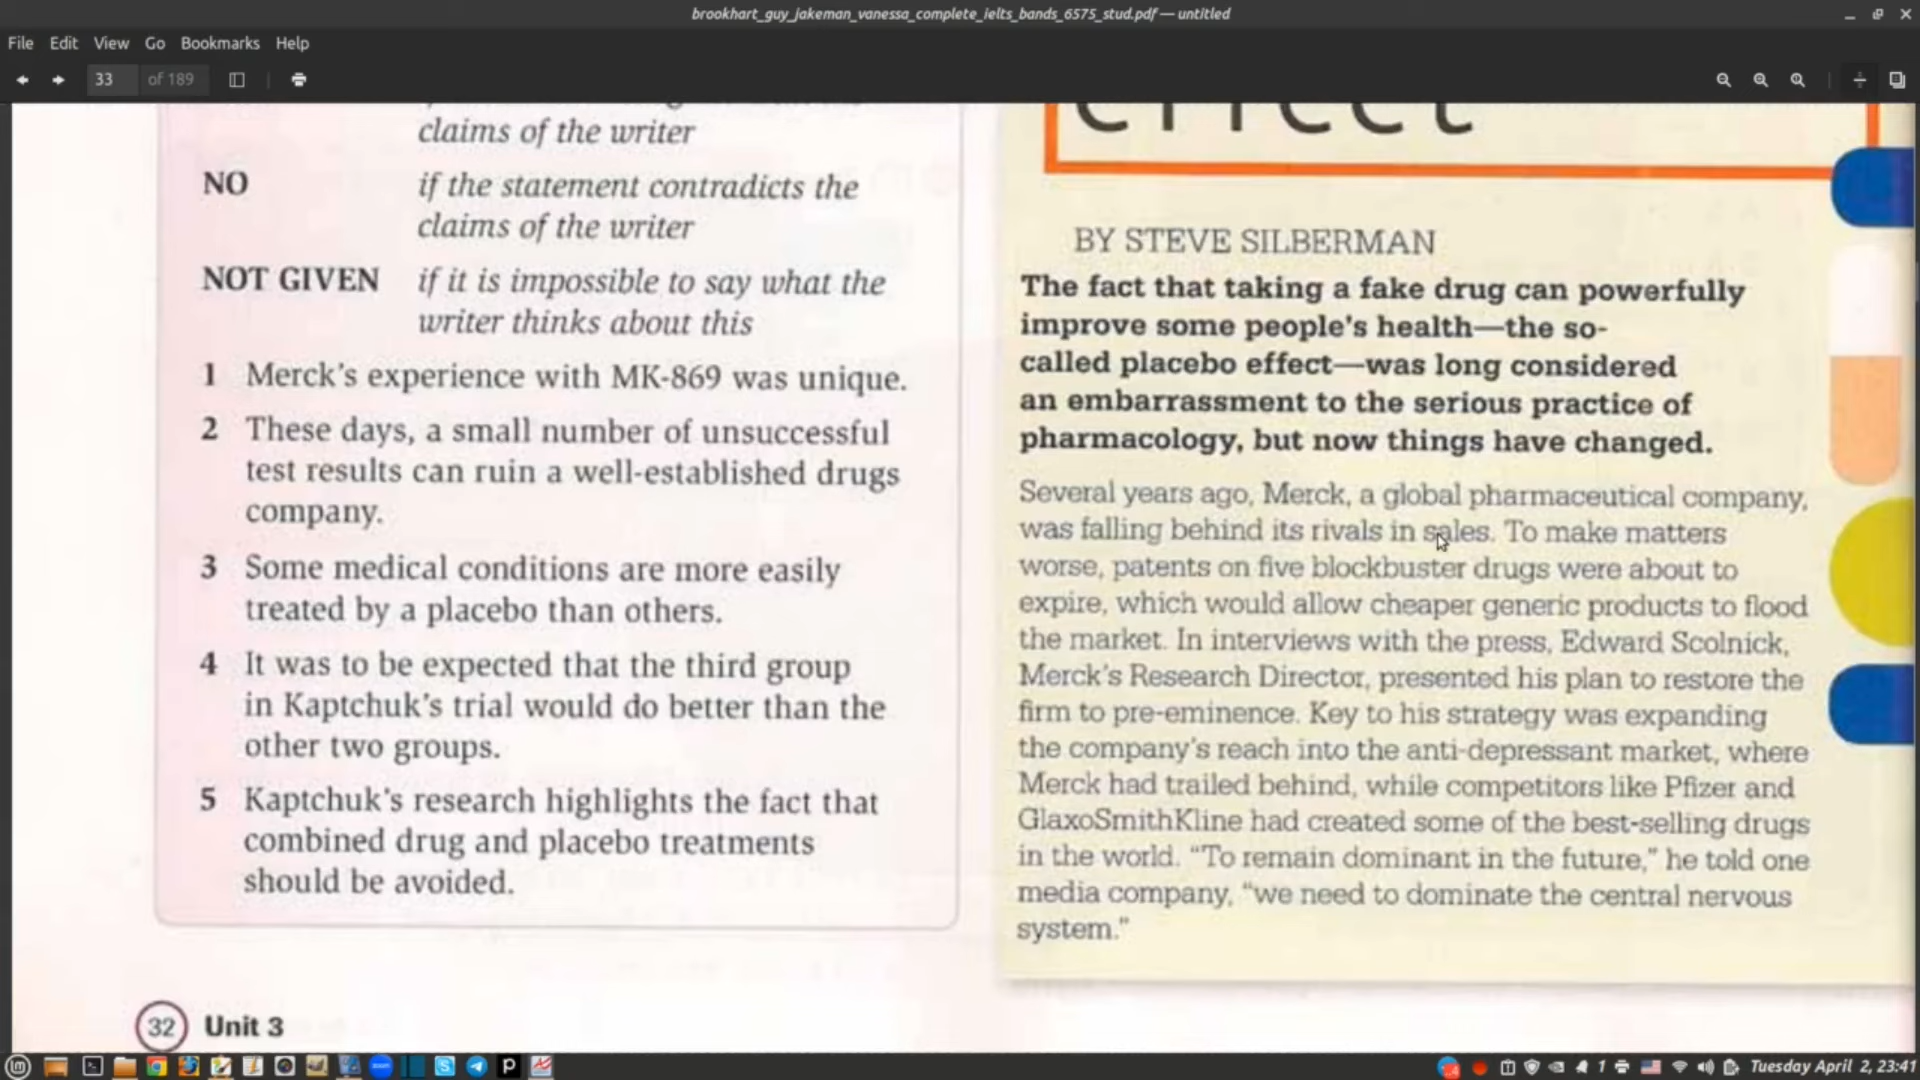 brookhart_guy_jakeman_vanessa_complete_ielts_bands_6575_stud.pdf — untitled
File Edit View Go Bookmarks Help
33 of 189
claims of the writer
NO if the statement contradicts the
claims of the writer
NOT GIVEN if it is impossible to say what the
writer thinks about this
1 Merck's experience with MK-869 was unique.
2 These days, a small number of unsuccessful
test results can ruin a well-established drugs
company.
3 Some medical conditions are more easily
treated by a placebo than others.
4 It was to be expected that the third group
in Kaptchuk's trial would do better than the
other two groups.
5 Kaptchuk's research highlights the fact that
combined drug and placebo treatments
should be avoided.
32 Unit 3
effect
BY STEVE SILBERMAN
The fact that taking a fake drug can powerfully
improve some people's health—the so-
called placebo effect—was long considered
an embarrassment to the serious practice of
pharmacology, but now things have changed.
Several years ago, Merck, a global pharmaceutical company,
was falling behind its rivals in sales. To make matters
worse, patents on five blockbuster drugs were about to
expire, which would allow cheaper generic products to flood
the market. In interviews with the press, Edward Scolnick,
Merck's Research Director, presented his plan to restore the
firm to pre-eminence. Key to his strategy was expanding
the company's reach into the anti-depressant market, where
Merck had trailed behind, while competitors like Pfizer and
GlaxoSmithKline had created some of the best-selling drugs
in the world. "To remain dominant in the future," he told one
media company, "we need to dominate the central nervous
system."
1
Tuesday April 2, 23:41